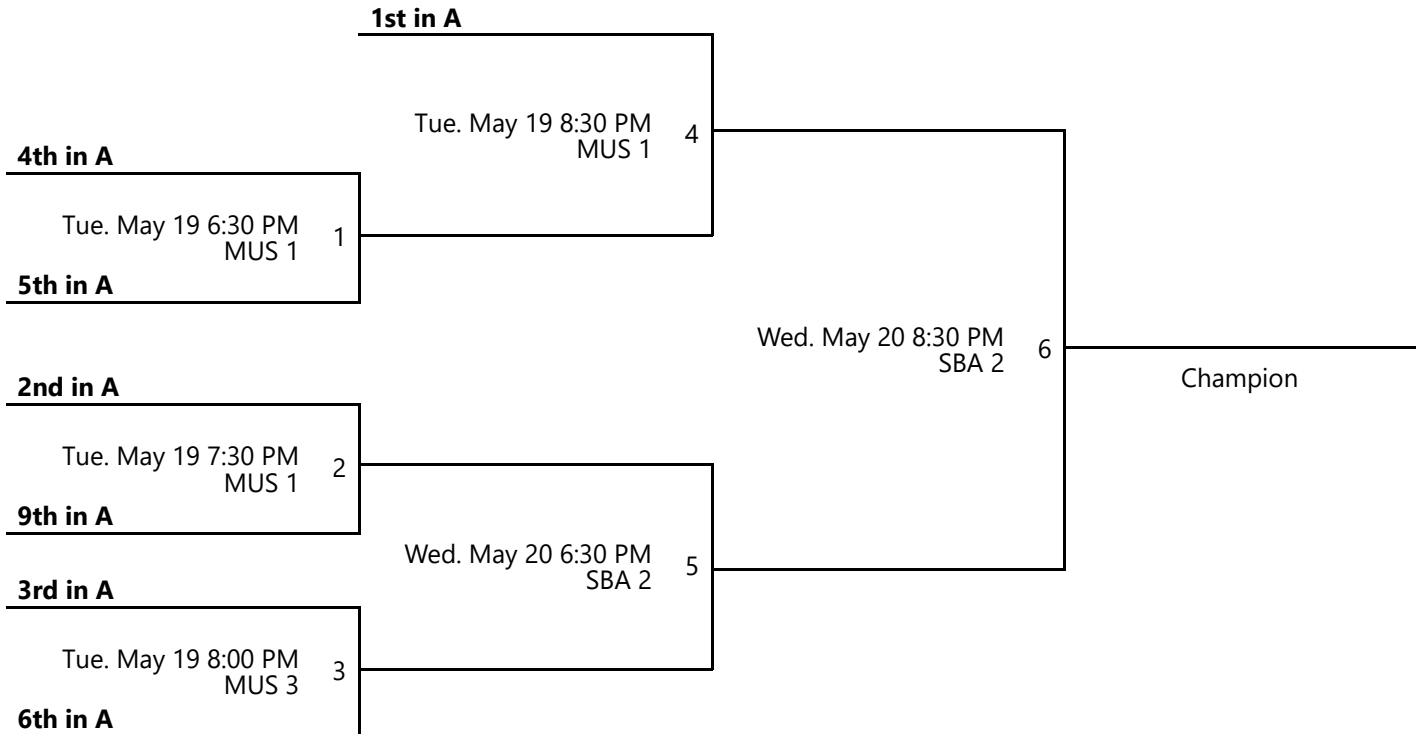 1st in A
Tue. May 19 8:30 PM
MUS 1
4
4th in A
Tue. May 19 6:30 PM
MUS 1
1
5th in A
Wed. May 20 8:30 PM
SBA 2
6
Champion
2nd in A
Tue. May 19 7:30 PM
MUS 1
2
9th in A
Wed. May 20 6:30 PM
SBA 2
5
3rd in A
Tue. May 19 8:00 PM
MUS 3
3
6th in A